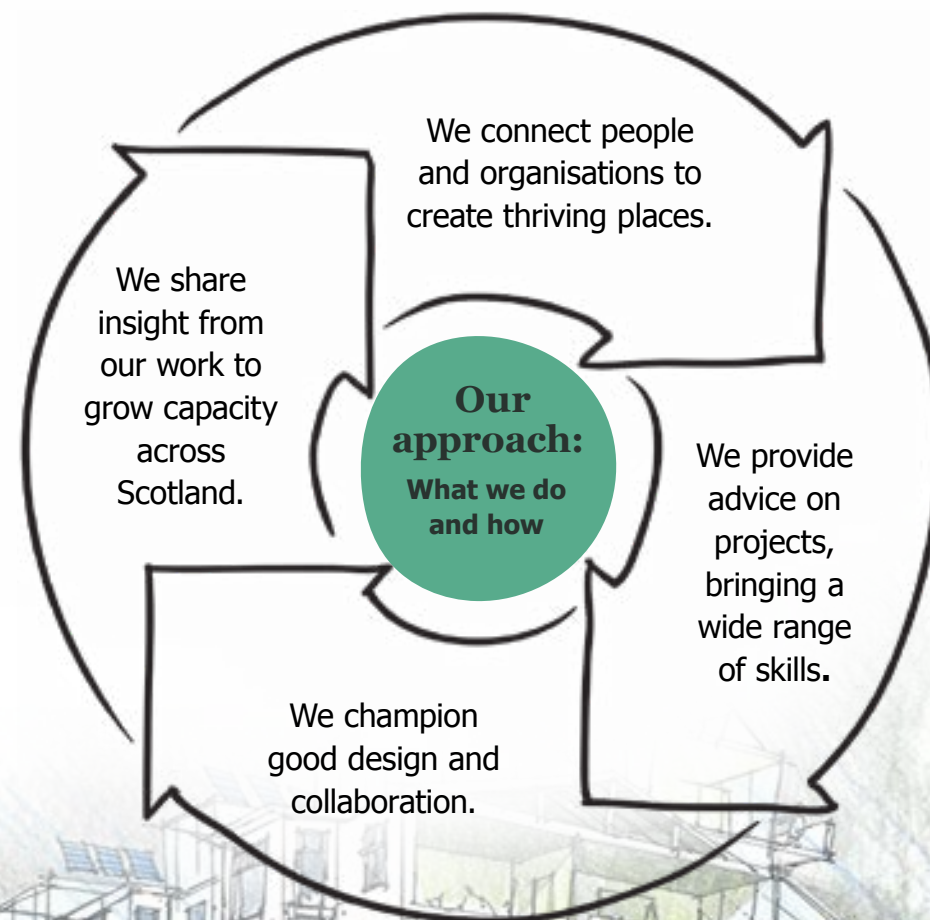 We connect people
and organisations to
create thriving places.
We share
insight from
our work to
grow capacity
across
Scotland.
Our
approach:
What we do
and how
We provide
advice on
projects,
bringing a
wide range
of skills.
We champion
good design and
collaboration.